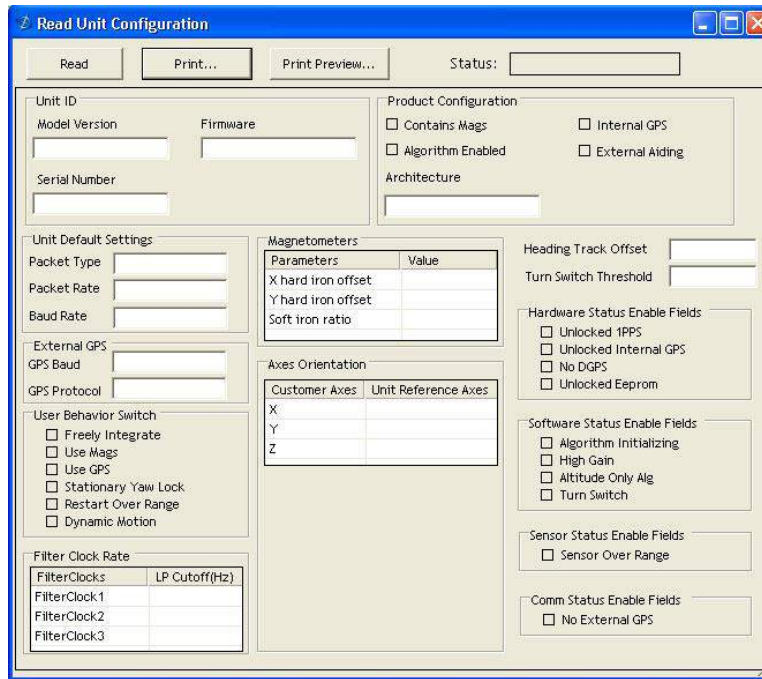 Read Unit Configuration
Read
Print...
Print Preview...
Status:
Unit ID
Model Version
Firmware
Serial Number
Product Configuration
Contains Mags
Internal GPS
Algorithm Enabled
External Aiding
Architecture
Unit Default Settings
Packet Type
Packet Rate
Baud Rate
External GPS
GPS Baud
GPS Protocol
User Behavior Switch
Freely Integrate
Use Mags
Use GPS
Stationary Yaw Lock
Restart Over Range
Dynamic Motion
Filter Clock Rate
FilterClocks LP Cutoff(Hz)
FilterClock1
FilterClock2
FilterClock3
Magnetometers
Parameters Value
X hard iron offset
Y hard iron offset
Soft iron ratio
Axes Orientation
Customer Axes Unit Reference Axes
X
Y
Z
Heading Track Offset
Turn Switch Threshold
Hardware Status Enable Fields
Unlocked 1PPS
Unlocked Internal GPS
No DGPS
Unlocked Eeprom
Software Status Enable Fields
Algorithm Initializing
High Gain
Altitude Only Alg
Turn Switch
Sensor Status Enable Fields
Sensor Over Range
Comm Status Enable Fields
No External GPS